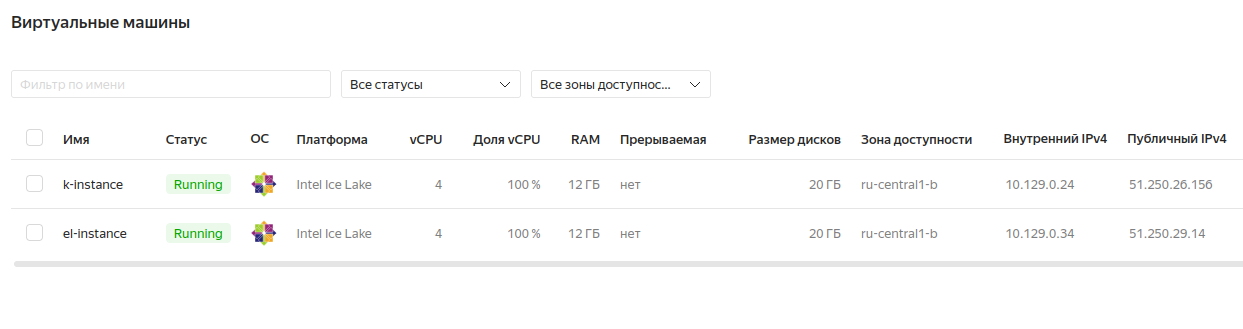 Виртуальные машины
Фильтр по имени Все статусы Все зоны доступнос...
Имя Статус ОС Платформа vCPU Доля vCPU RAM Прерываемая Размер дисков Зона доступности Внутренний IPv4 Публичный IPv4
k-instance Running Intel Ice Lake 4 100 % 12 ГБ нет 20 ГБ ru-central1-b 10.129.0.24 51.250.26.156
el-instance Running Intel Ice Lake 4 100 % 12 ГБ нет 20 ГБ ru-central1-b 10.129.0.34 51.250.29.14